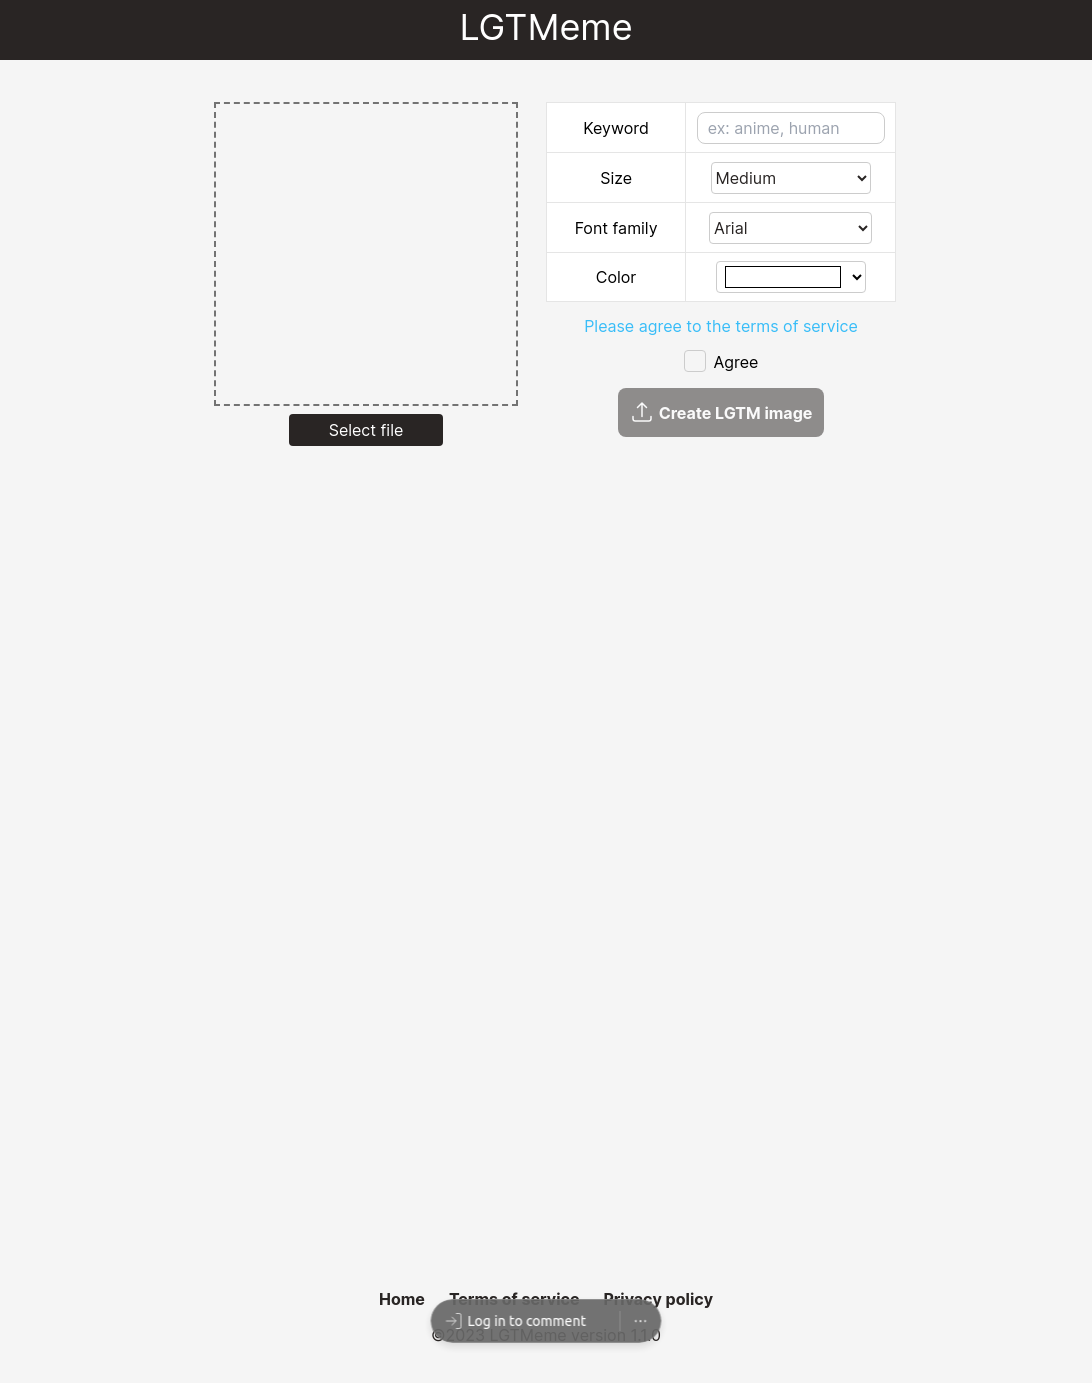 LGTMeme
Keyword
ex: anime, human
Size
Medium
Font family
Arial
Color
Please agree to the terms of service
Agree
Create LGTM image
Select file
Home Terms of service Privacy policy
Log in to comment
©2023 LGTMeme version 1.1.0